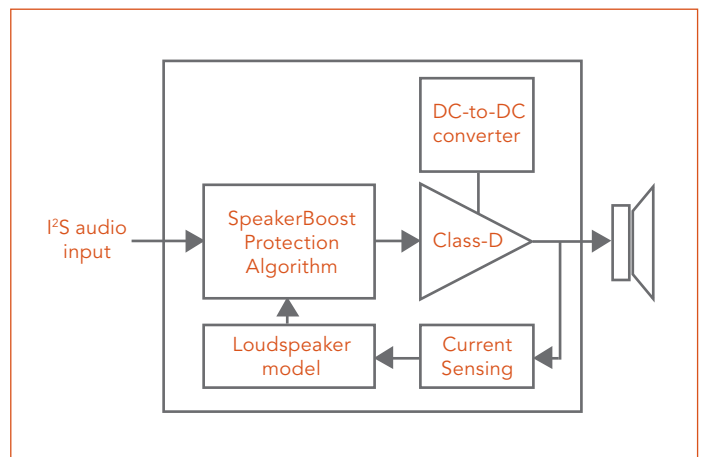 DC-to-DC
converter
I²S audio
input
SpeakerBoost
Protection
Algorithm
Class-D
Loudspeaker
model
Current
Sensing